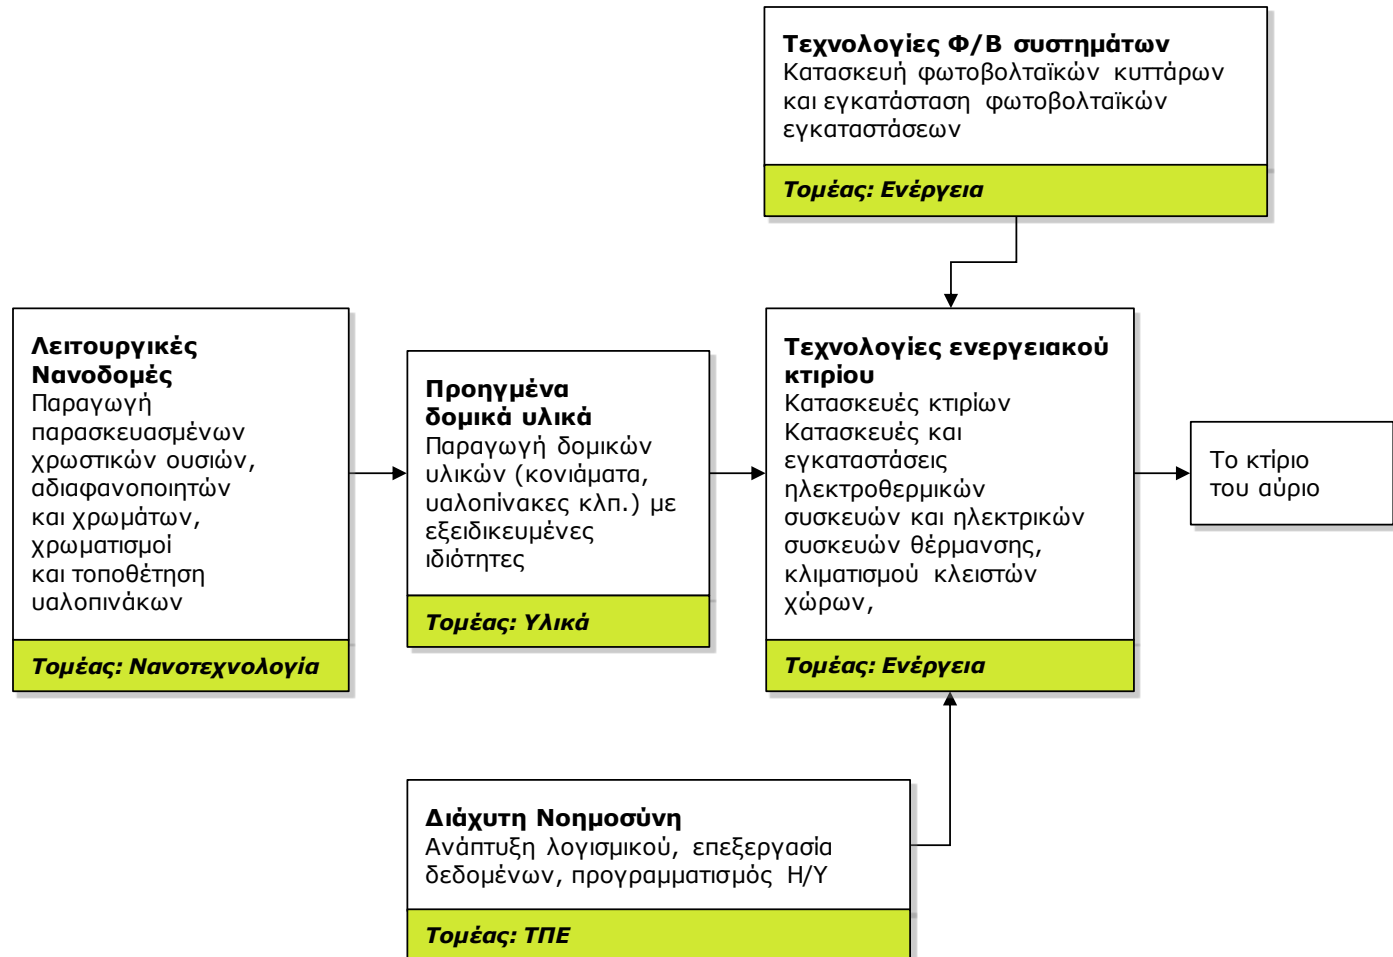 Τεχνολογίες Φ/Β συστημάτων
Κατασκευή φωτοβολταϊκών κυττάρων
και εγκατάσταση φωτοβολταϊκών
εγκαταστάσεων
Τομέας: Ενέργεια
Λειτουργικές
Νανοδομές
Παραγωγή
παρασκευασμένων
χρωστικών ουσιών,
αδιαφανοποιητών
και χρωμάτων,
χρωματισμοί
και τοποθέτηση
υαλοπινάκων
Τομέας: Νανοτεχνολογία
Προηγμένα
δομικά υλικά
Παραγωγή δομικών
υλικών (κονιάματα,
υαλοπίνακες κλπ.) με
εξειδικευμένες
ιδιότητες
Τομέας: Υλικά
Τεχνολογίες ενεργειακού
κτιρίου
Κατασκευές κτιρίων
Κατασκευές και
εγκαταστάσεις
ηλεκτροθερμικών
συσκευών και ηλεκτρικών
συσκευών θέρμανσης,
κλιματισμού κλειστών
χώρων,
Τομέας: Ενέργεια
Το κτίριο
του αύριο
Διάχυτη Νοημοσύνη
Ανάπτυξη λογισμικού, επεξεργασία
δεδομένων, προγραμματισμός Η/Υ
Τομέας: ΤΠΕ